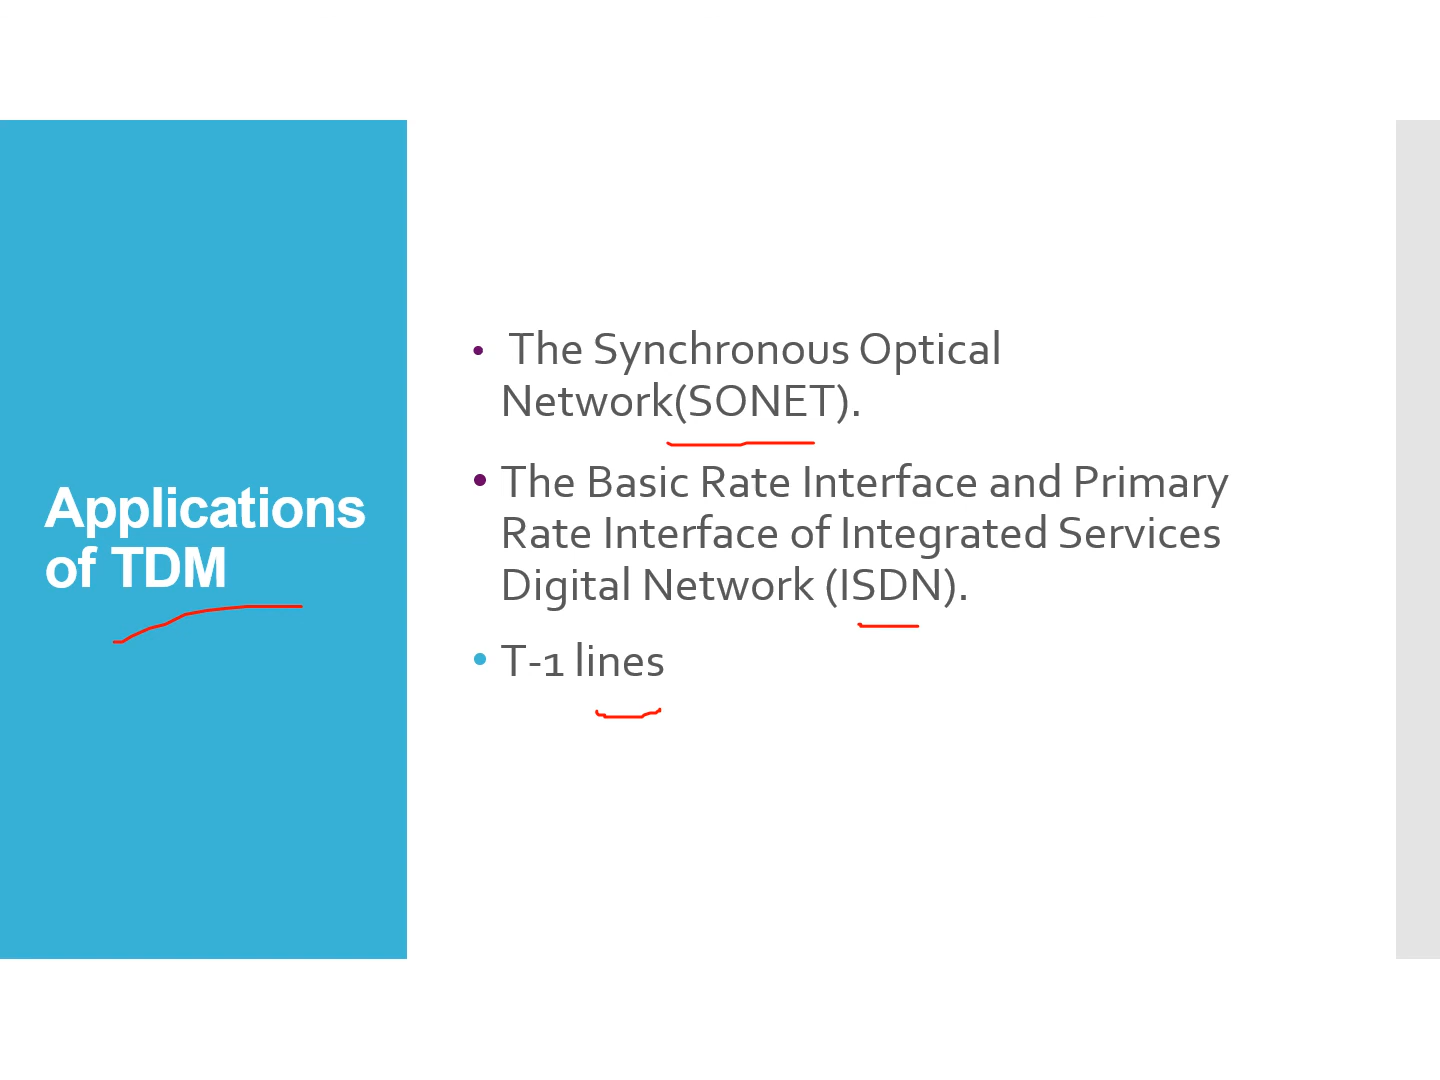 Applications
of TDM
• The Synchronous Optical
Network(SONET).
• The Basic Rate Interface and Primary
Rate Interface of Integrated Services
Digital Network (ISDN).
• T-1 lines